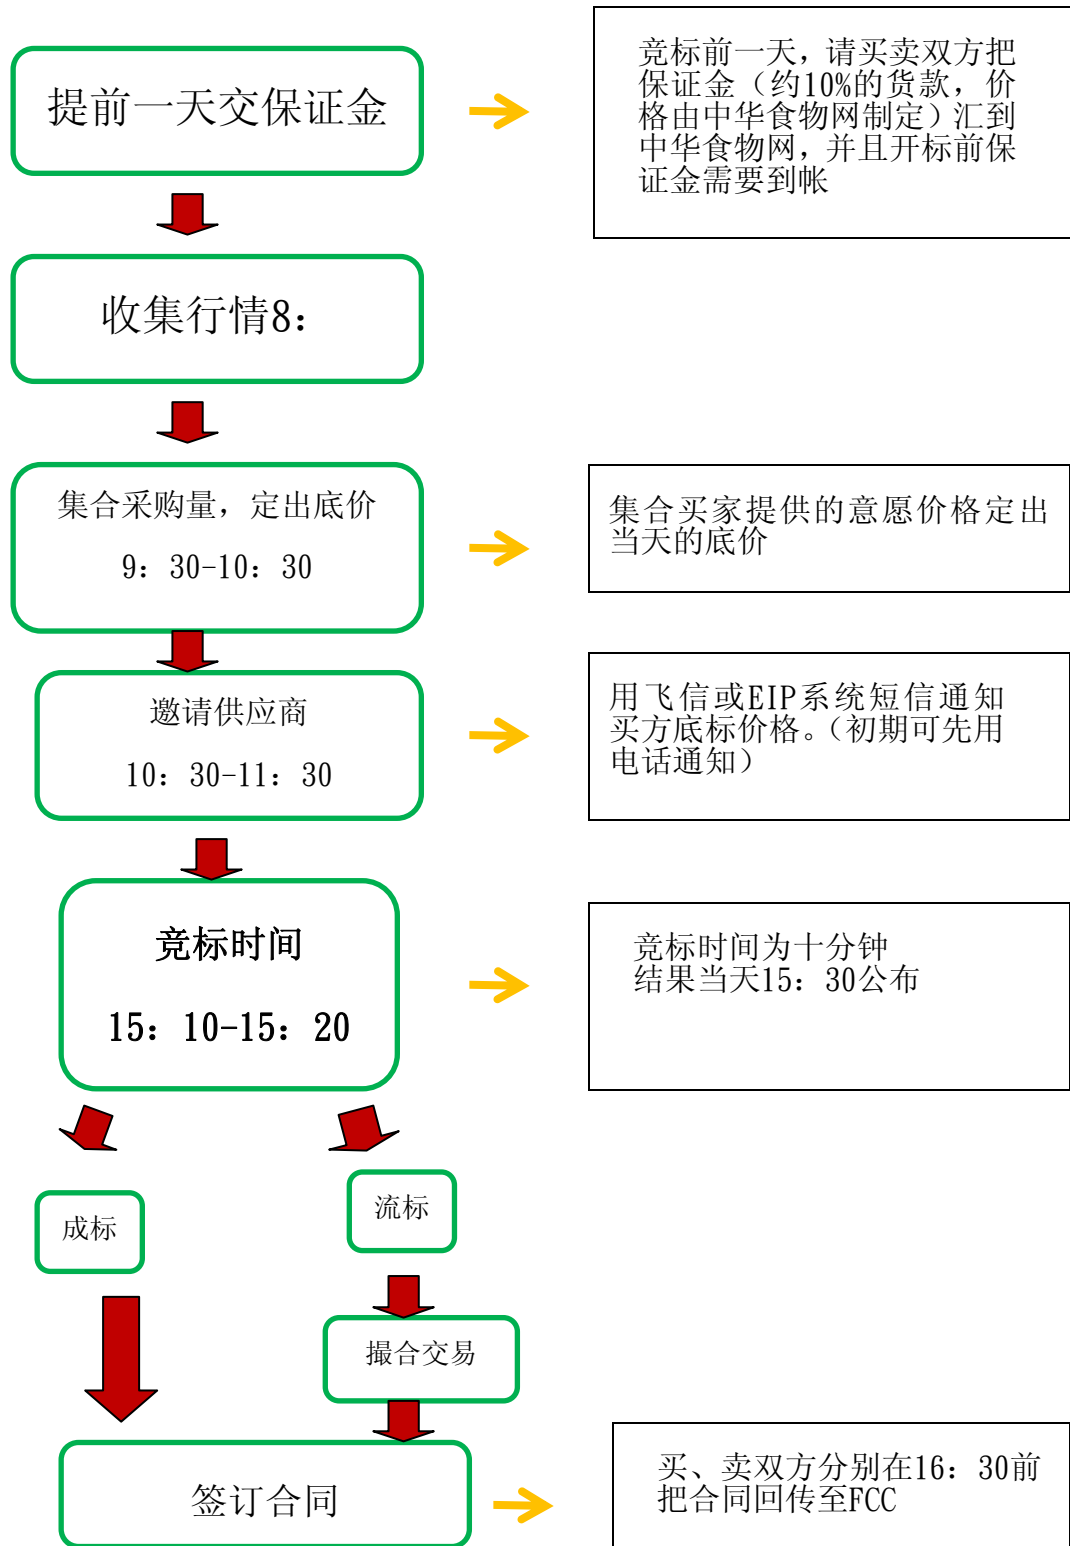 提前一天交保证金
竞标前一天，请买卖双方把
保证金（约10%的货款，价
格由中华食物网制定）汇到
中华食物网，并且开标前保
证金需要到帐
收集行情8：
集合采购量，定出底价
9：30-10：30
集合买家提供的意愿价格定出
当天的底价
邀请供应商
10：30-11：30
用飞信或EIP系统短信通知
买方底标价格。（初期可先用
电话通知）
竞标时间
15：10-15：20
竞标时间为十分钟
结果当天15：30公布
成标
流标
撮合交易
签订合同
买、卖双方分别在16：30前
把合同回传至FCC